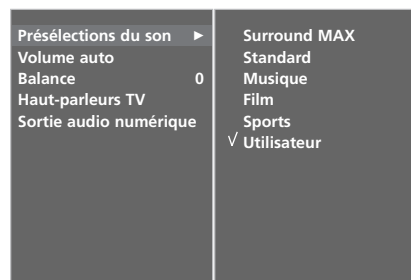 Présélections du son ►
Volume auto
Balance 0
Haut-parleurs TV
Sortie audio numérique
Surround MAX
Standard
Musique
Film
Sports
√ Utilisateur